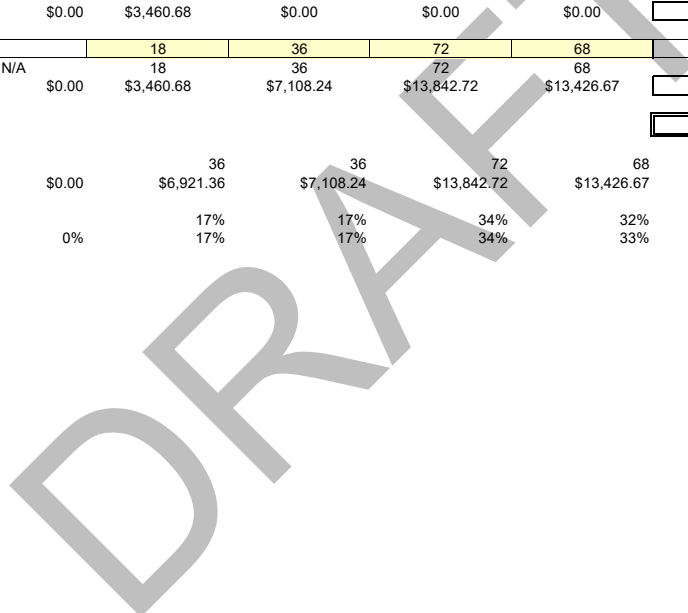 $0.00 $3,460.68 $0.00 $0.00 $0.00
18 36 72 68
N/A 18 36 72 68
$0.00 $3,460.68 $7,108.24 $13,842.72 $13,426.67
36 36 72 68
$0.00 $6,921.36 $7,108.24 $13,842.72 $13,426.67
17% 17% 34% 32%
0% 17% 17% 34% 33%
DRAFT